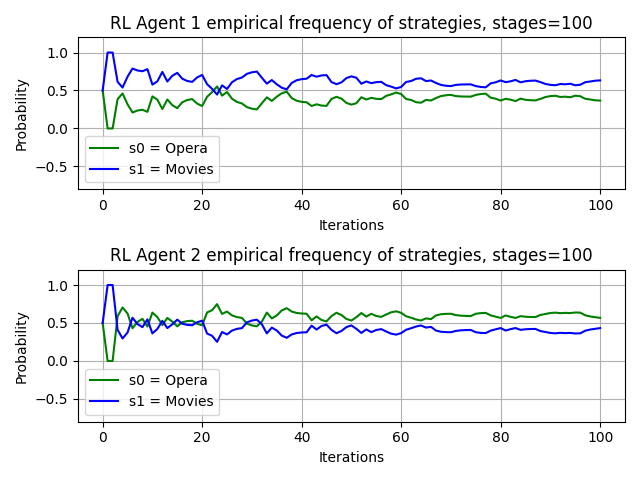 RL Agent 1 empirical frequency of strategies, stages=100
Probability
1.0
0.5
0.0
−0.5
s0 = Opera
s1 = Movies
0
20
40
60
80
100
Iterations
RL Agent 2 empirical frequency of strategies, stages=100
Probability
1.0
0.5
0.0
−0.5
s0 = Opera
s1 = Movies
0
20
40
60
80
100
Iterations